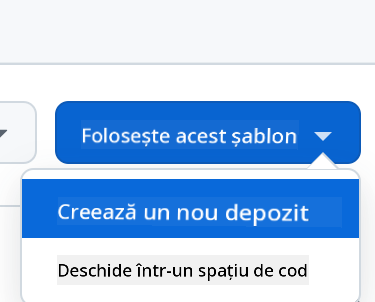 Folosește acest șablon
Creează un nou depozit
Deschide într-un spațiu de cod